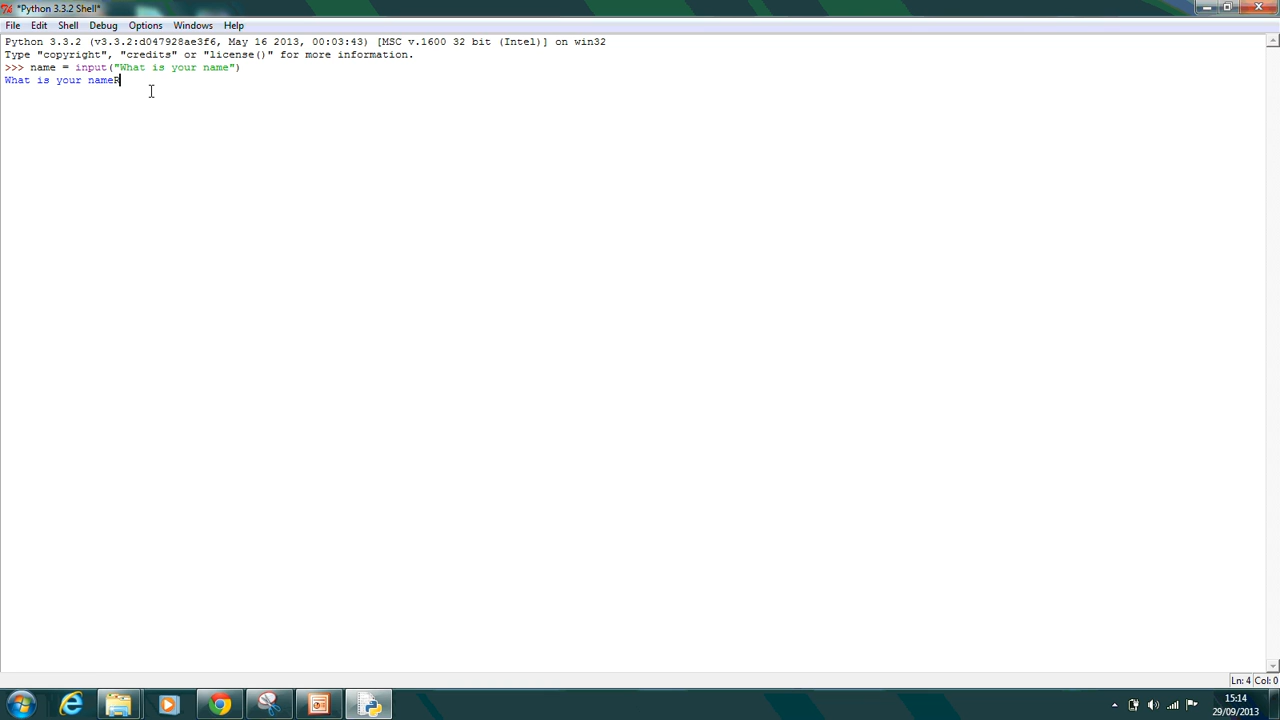 *Python 3.3.2 Shell*
File Edit Shell Debug Options Windows Help
Python 3.3.2 (v3.3.2:d047928ae3f6, May 16 2013, 00:03:43) [MSC v.1600 32 bit (Intel)] on win32
Type "copyright", "credits" or "license()" for more information.
>>> name = input("What is your name")
What is your nameR
Ln: 4 Col: 0
15:14
29/09/2013